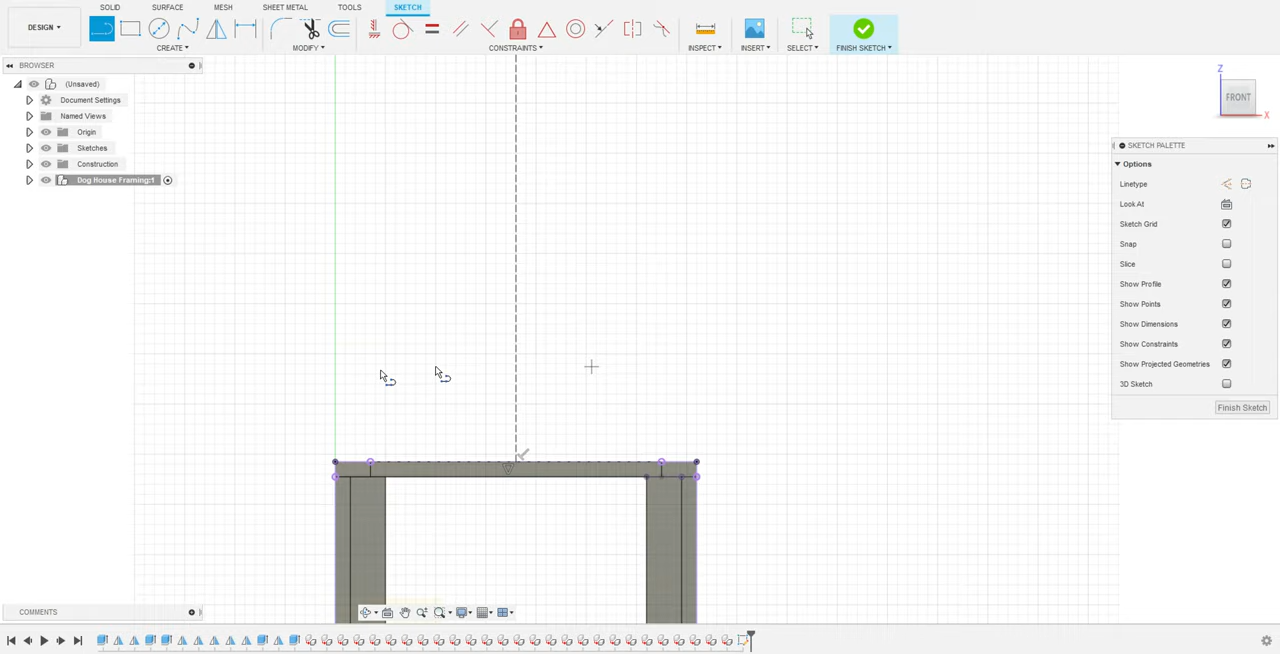 SOLID SURFACE MESH SHEET METAL TOOLS SKETCH
DESIGN
CREATE MODIFY CONSTRAINTS INSPECT INSERT SELECT FINISH SKETCH
BROWSER
(Unsaved)
Document Settings
Named Views
Origin
Sketches
Construction
Dog House Framing:1
Z
FRONT
X
SKETCH PALETTE
Options
Linetype
Look At
Sketch Grid
Snap
Slice
Show Profile
Show Points
Show Dimensions
Show Constraints
Show Projected Geometries
3D Sketch
Finish Sketch
COMMENTS